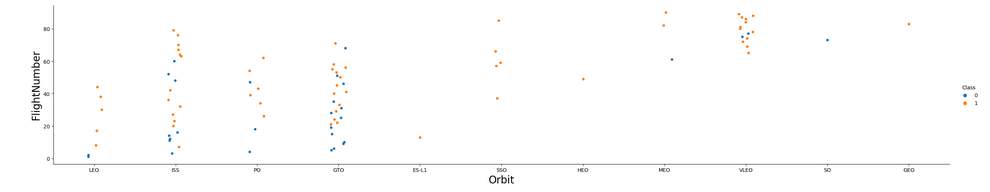 FlightNumber
80
60
40
20
0
LEO ISS PO GTO ES-L1 SSO HEO MEO VLEO SO GEO
Orbit
Class
0
1